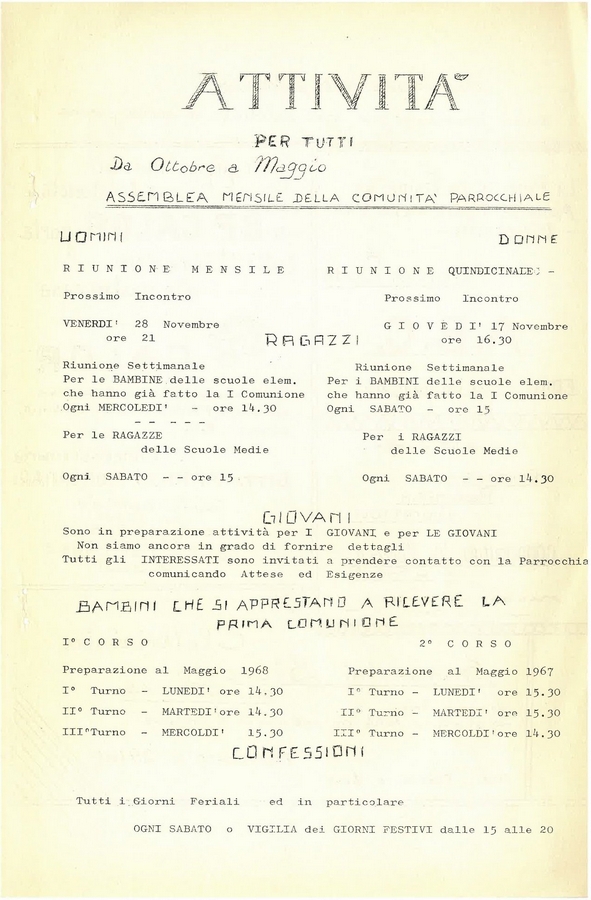 ATTIVITA'
PER TUTTI
Da Ottobre a Maggio
ASSEMBLEA MENSILE DELLA COMUNITA' PARROCCHIALE
UOMINI DONNE
RIUNIONE MENSILE RIUNIONE QUINDICINALE: -
Prossimo Incontro Prossimo Incontro
VENERDI' 28 Novembre GIOVEDI' 17 Novembre
ore 21 RAGAZZI ore 16.30
Riunione Settimanale Riunione Settimanale
Per le BAMBINE delle scuole elem. Per i BAMBINI delle scuole elem.
che hanno già fatto la I Comunione che hanno già fatto la I Comunione
Ogni MERCOLEDI' - ore 14.30 Ogni SABATO - ore 15
-- ---
Per le RAGAZZE Per i RAGAZZI
delle Scuole Medie delle Scuole Medie
Ogni SABATO -- ore 15 Ogni SABATO -- ore 14.30
GIOVANI
Sono in preparazione attività per I GIOVANI e per LE GIOVANI
Non siamo ancora in grado di fornire dettagli
Tutti gli INTERESSATI sono invitati a prendere contatto con la Parrocchia
comunicando Attese ed Esigenze
BAMBINI CHE SI APPRESTANO A RICEVERE LA
PRIMA COMUNIONE
I° CORSO 2° CORSO
Preparazione al Maggio 1968 Preparazione al Maggio 1967
I° Turno - LUNEDI' ore 14.30 I° Turno - LUNEDI' ore 15.30
II° Turno - MARTEDI' ore 14.30 II° Turno - MARTEDI' ore 15.30
III°Turno - MERCOLDI' 15.30 III° Turno - MERCOLDI'ore 14.30
CONFESSIONI
Tutti i Giorni Feriali ed in particolare
OGNI SABATO o VIGILIA dei GIORNI FESTIVI dalle 15 alle 20